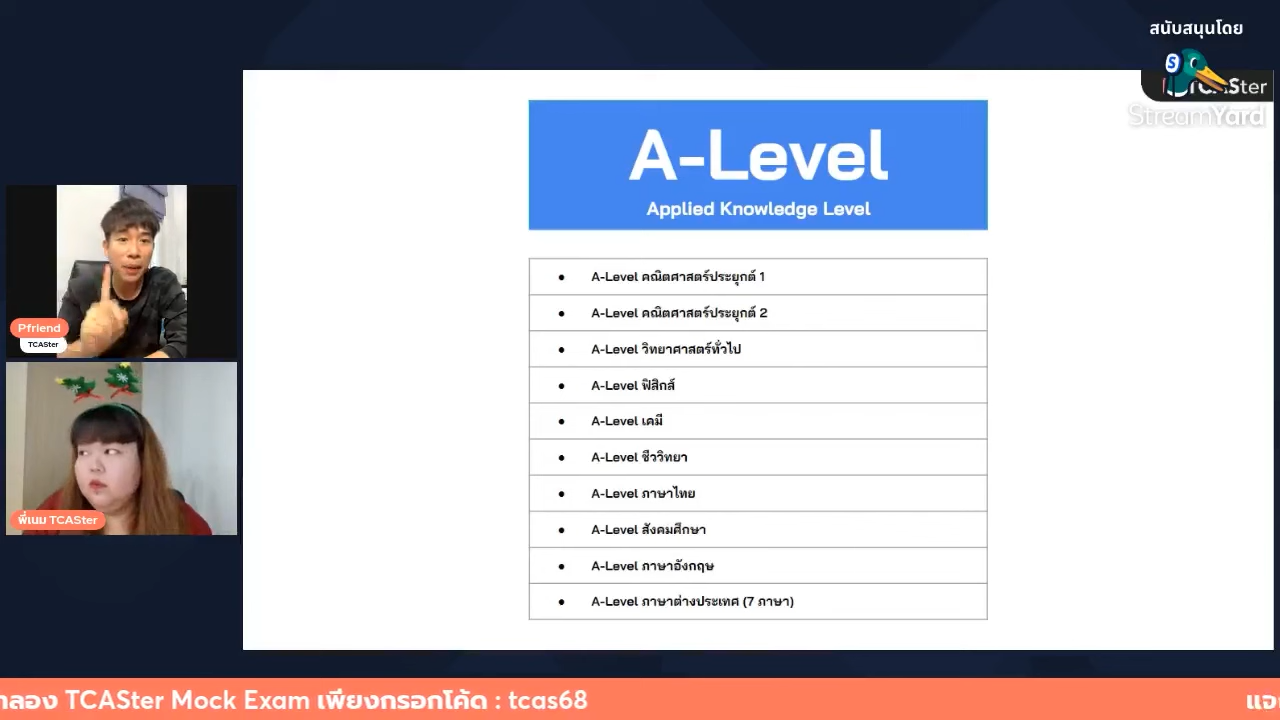 สนับสนุนโดย
StreamYard
A-Level
Applied Knowledge Level
• A-Level คณิตศาสตร์ประยุกต์ 1
• A-Level คณิตศาสตร์ประยุกต์ 2
• A-Level วิทยาศาสตร์ทั่วไป
• A-Level ฟิสิกส์
• A-Level เคมี
• A-Level ชีววิทยา
• A-Level ภาษาไทย
• A-Level สังคมศึกษา
• A-Level ภาษาอังกฤษ
• A-Level ภาษาต่างประเทศ (7 ภาษา)
Pfriend
TCASter
พี่เนม TCASter
TCASter Mock Exam เพียงกรอกโค้ด : tcas68